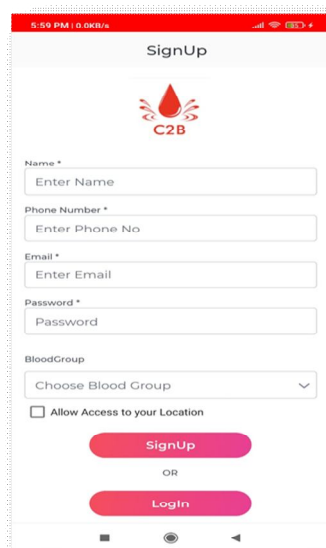 5:59 PM | 0.0KB/s
SignUp
C2B
Name *
Enter Name
Phone Number *
Enter Phone No
Email *
Enter Email
Password *
Password
BloodGroup
Choose Blood Group
Allow Access to your Location
SignUp
OR
LogIn